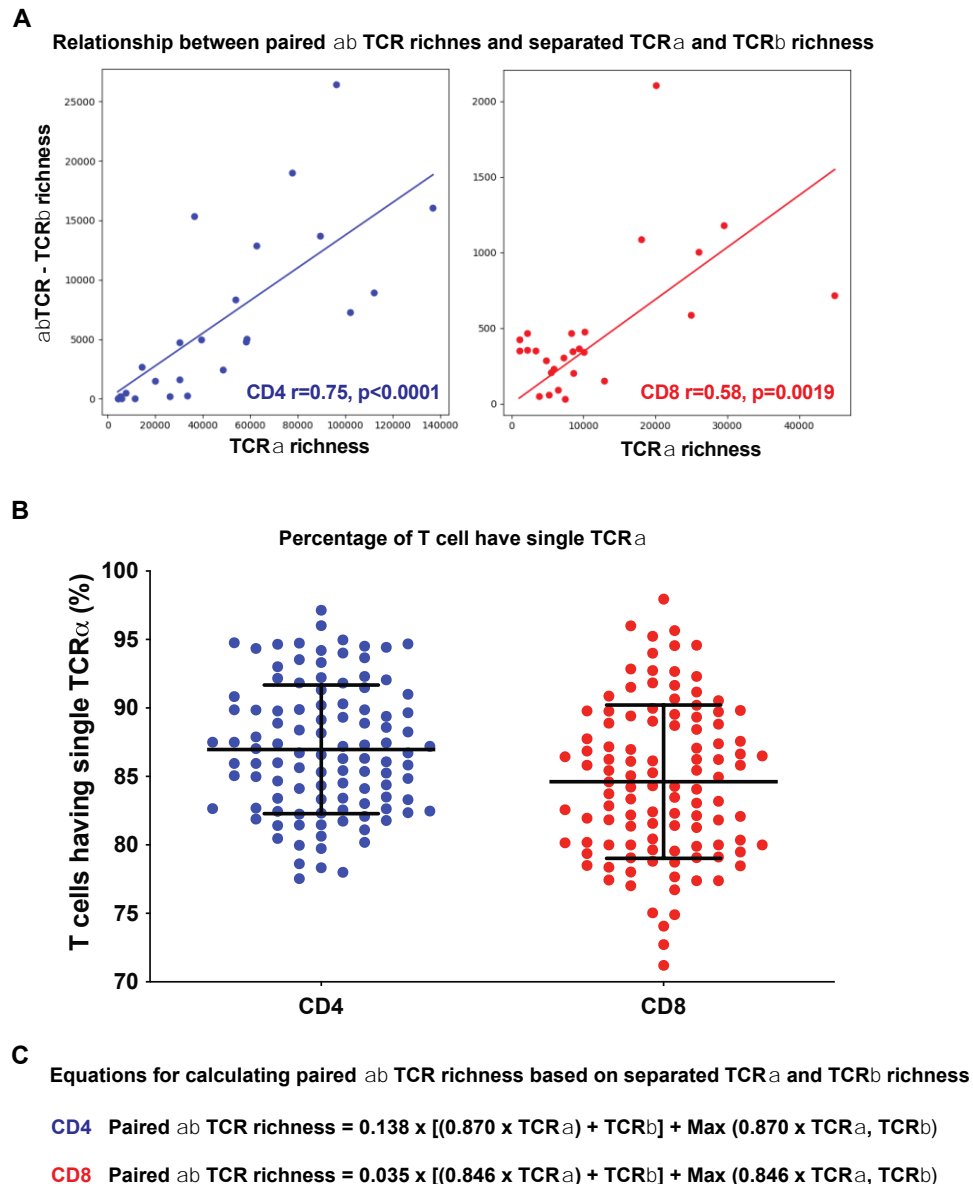 A
Relationship between paired ab TCR richnes and separated TCRa and TCRb richness
abTCR - TCRb richness
25000
20000
15000
10000
5000
0
CD4 r=0.75, p<0.0001
0 20000 40000 60000 80000 100000 120000 140000
TCRa richness
2000
1500
1000
500
0
CD8 r=0.58, p=0.0019
0 10000 20000 30000 40000
TCRa richness
B
Percentage of T cell have single TCRa
T cells having single TCRα (%)
100
95
90
85
80
75
70
CD4 CD8
C
Equations for calculating paired ab TCR richness based on separated TCRa and TCRb richness
CD4 Paired ab TCR richness = 0.138 x [(0.870 x TCRa) + TCRb] + Max (0.870 x TCRa, TCRb)
CD8 Paired ab TCR richness = 0.035 x [(0.846 x TCRa) + TCRb] + Max (0.846 x TCRa, TCRb)